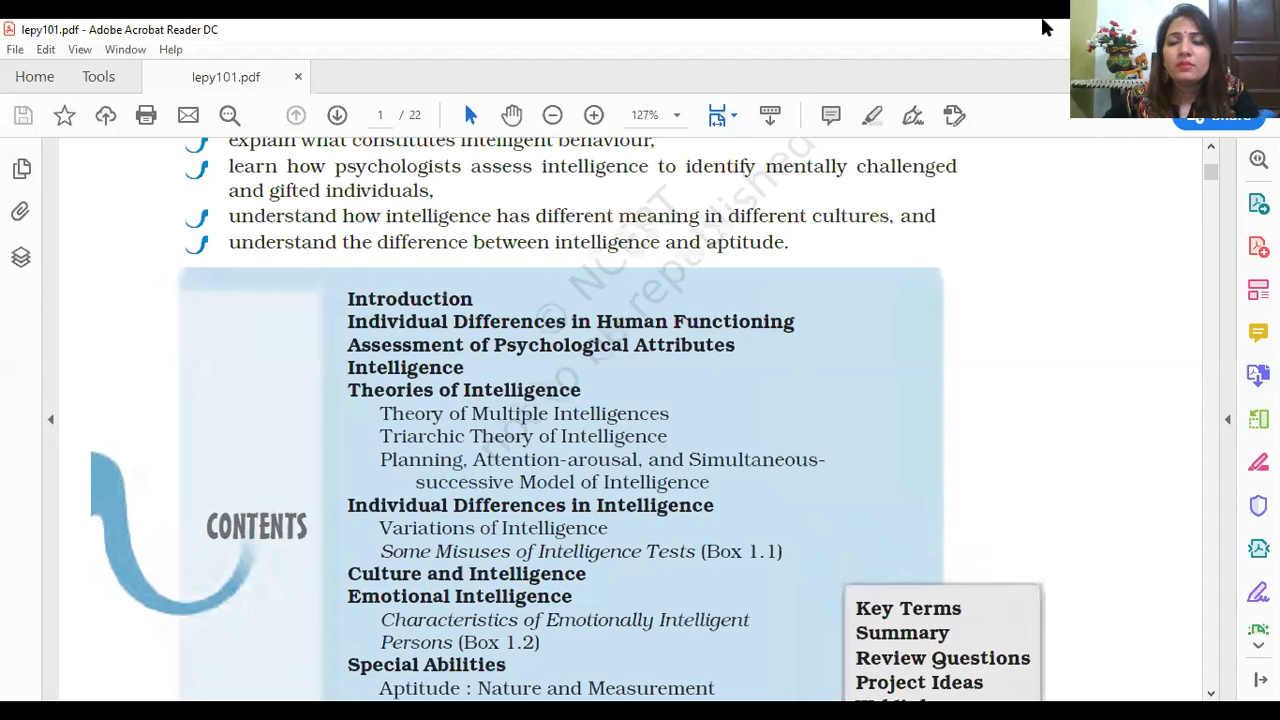 lepy101.pdf - Adobe Acrobat Reader DC
File Edit View Window Help
Home Tools lepy101.pdf ×
1 / 22 127%
explain what constitutes intelligent behaviour,
learn how psychologists assess intelligence to identify mentally challenged
and gifted individuals,
understand how intelligence has different meaning in different cultures, and
understand the difference between intelligence and aptitude.
© NCERT
not to be republished
Introduction
Individual Differences in Human Functioning
Assessment of Psychological Attributes
Intelligence
Theories of Intelligence
Theory of Multiple Intelligences
Triarchic Theory of Intelligence
Planning, Attention-arousal, and Simultaneous-
successive Model of Intelligence
CONTENTS
Individual Differences in Intelligence
Variations of Intelligence
Some Misuses of Intelligence Tests (Box 1.1)
Culture and Intelligence
Emotional Intelligence
Characteristics of Emotionally Intelligent
Persons (Box 1.2)
Special Abilities
Aptitude : Nature and Measurement
Key Terms
Summary
Review Questions
Project Ideas